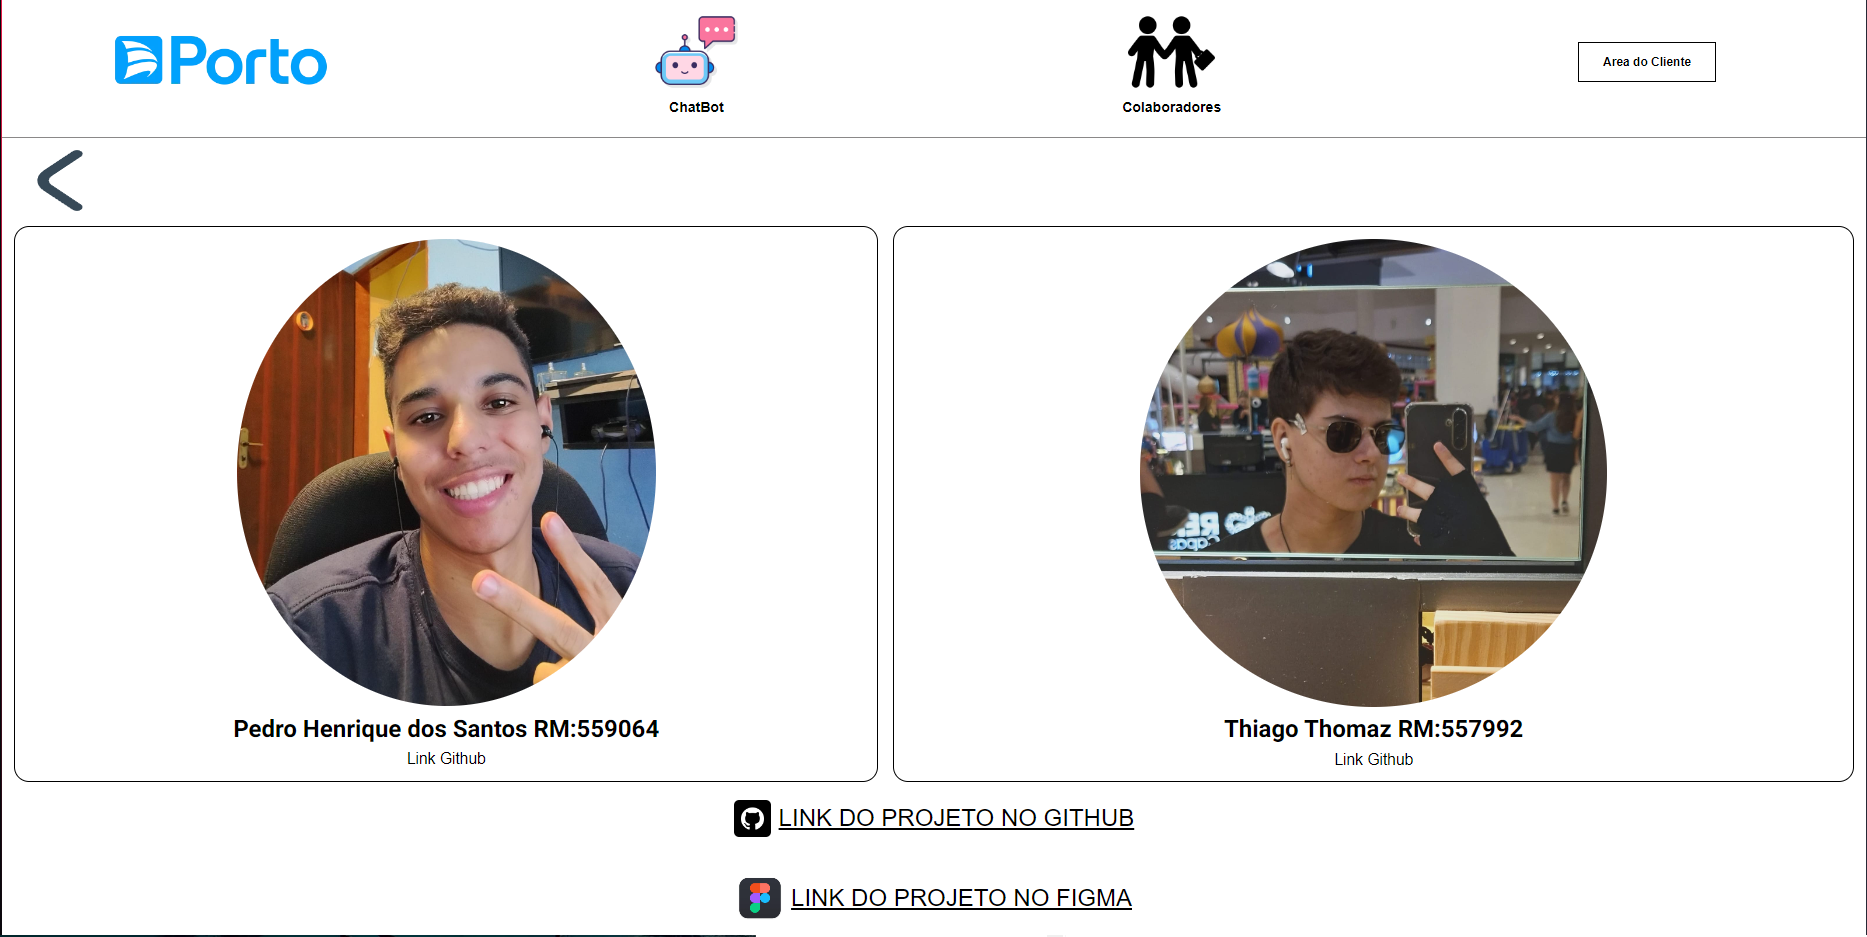 Porto
ChatBot
Colaboradores
Area do Cliente
Pedro Henrique dos Santos RM:559064
Link Github
Thiago Thomaz RM:557992
Link Github
LINK DO PROJETO NO GITHUB
LINK DO PROJETO NO FIGMA